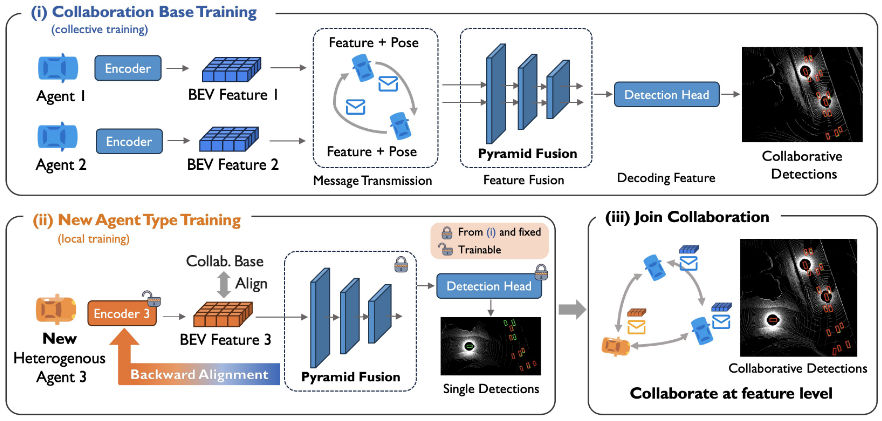 (i) Collaboration Base Training
(collective training)
Agent 1
Encoder
BEV Feature 1
Agent 2
Encoder
BEV Feature 2
Feature + Pose
Feature + Pose
Message Transmission
Pyramid Fusion
Feature Fusion
Detection Head
Decoding Feature
Collaborative
Detections
(ii) New Agent Type Training
(local training)
New
Heterogenous
Agent 3
Encoder 3
Collab. Base
Align
BEV Feature 3
Backward Alignment
Pyramid Fusion
From (i) and fixed
Trainable
Detection Head
Single Detections
(iii) Join Collaboration
Collaborative Detections
Collaborate at feature level